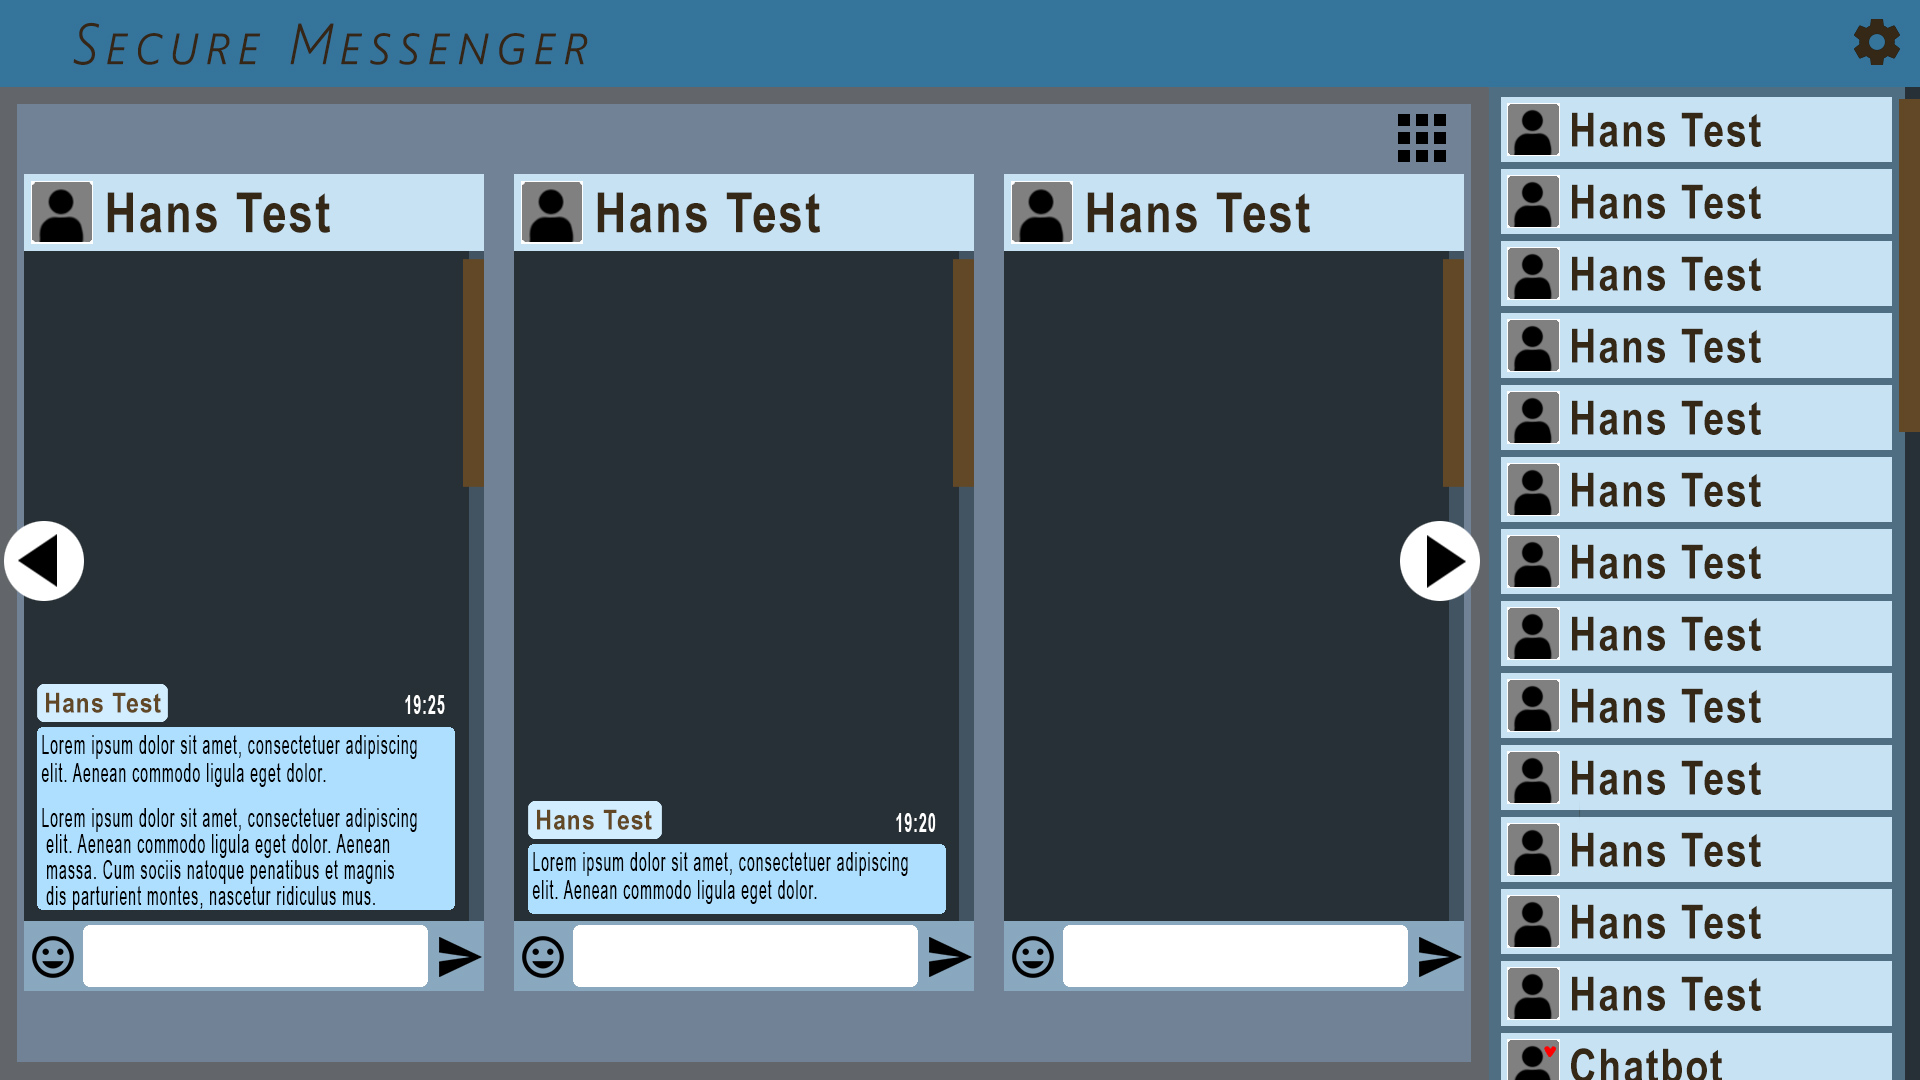 Secure Messenger
Hans Test
Hans Test
19:25
Lorem ipsum dolor sit amet, consectetuer adipiscing
elit. Aenean commodo ligula eget dolor.
Lorem ipsum dolor sit amet, consectetuer adipiscing
elit. Aenean commodo ligula eget dolor. Aenean
massa. Cum sociis natoque penatibus et magnis
dis parturient montes, nascetur ridiculus mus.
Hans Test
Hans Test
19:20
Lorem ipsum dolor sit amet, consectetuer adipiscing
elit. Aenean commodo ligula eget dolor.
Hans Test
Hans Test
Hans Test
Hans Test
Hans Test
Hans Test
Hans Test
Hans Test
Hans Test
Hans Test
Hans Test
Hans Test
Hans Test
Hans Test
Chatbot